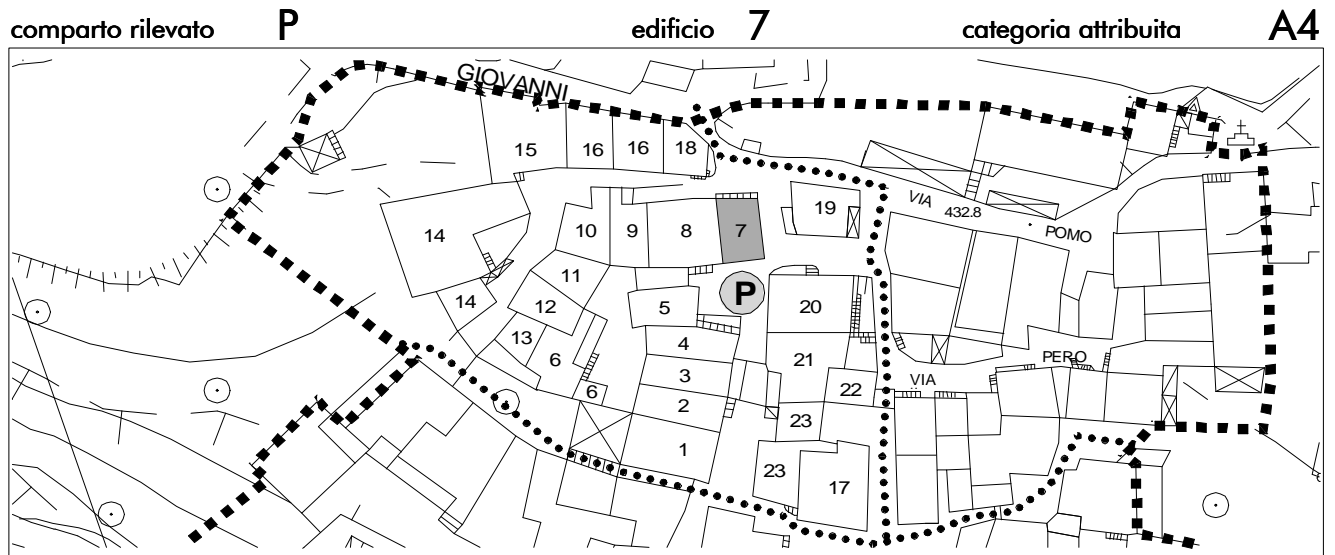 comparto rilevato P edificio 7 categoria attribuita A4
GIOVANNI
15 16 16 18
VIA 432.8 POMO
19
14 10 9 8 7
11
14 12 5 P 20
13 4
6 21 PERO
3 VIA
6 2 22
23
1
23 17